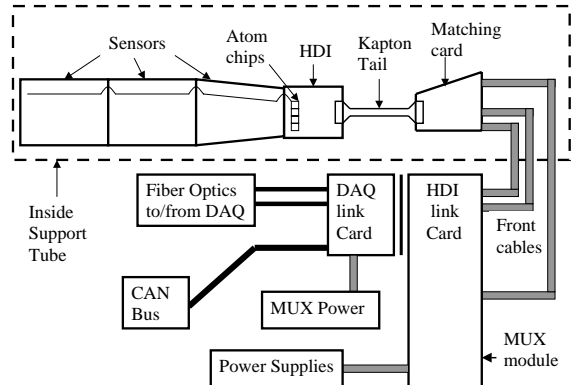 Sensors
Atom
chips
HDI
Kapton
Tail
Matching
card
Inside
Support
Tube
Fiber Optics
to/from DAQ
DAQ
link
Card
HDI
link
Card
Front
cables
CAN
Bus
MUX Power
Power Supplies
MUX
module